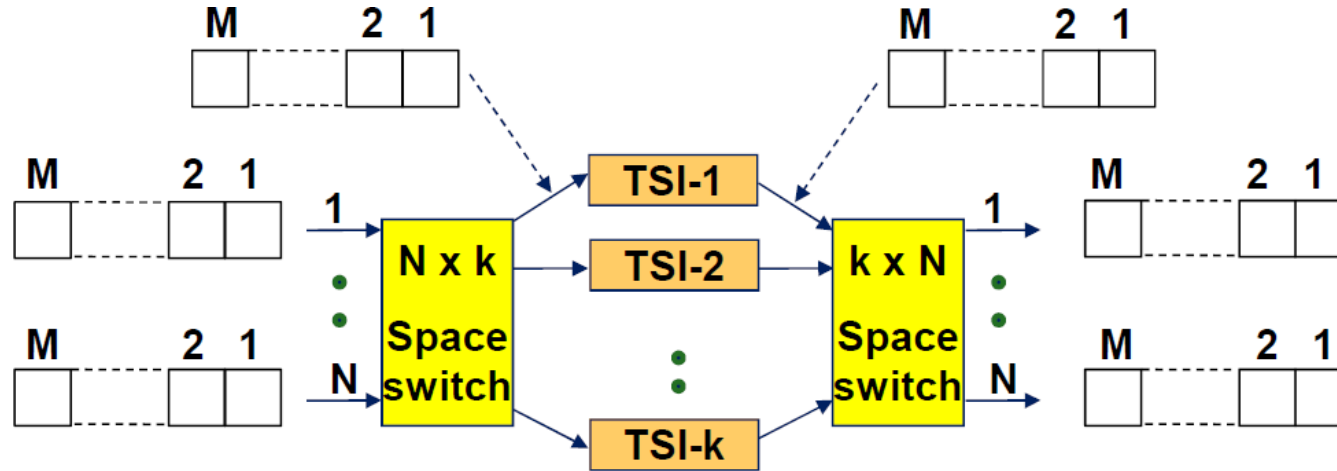 M 2 1
M 2 1
TSI-1
M 2 1
M 2 1
1
N x k
TSI-2
k x N
1
Space
switch
Space
switch
M 2 1
N
N
M 2 1
TSI-k